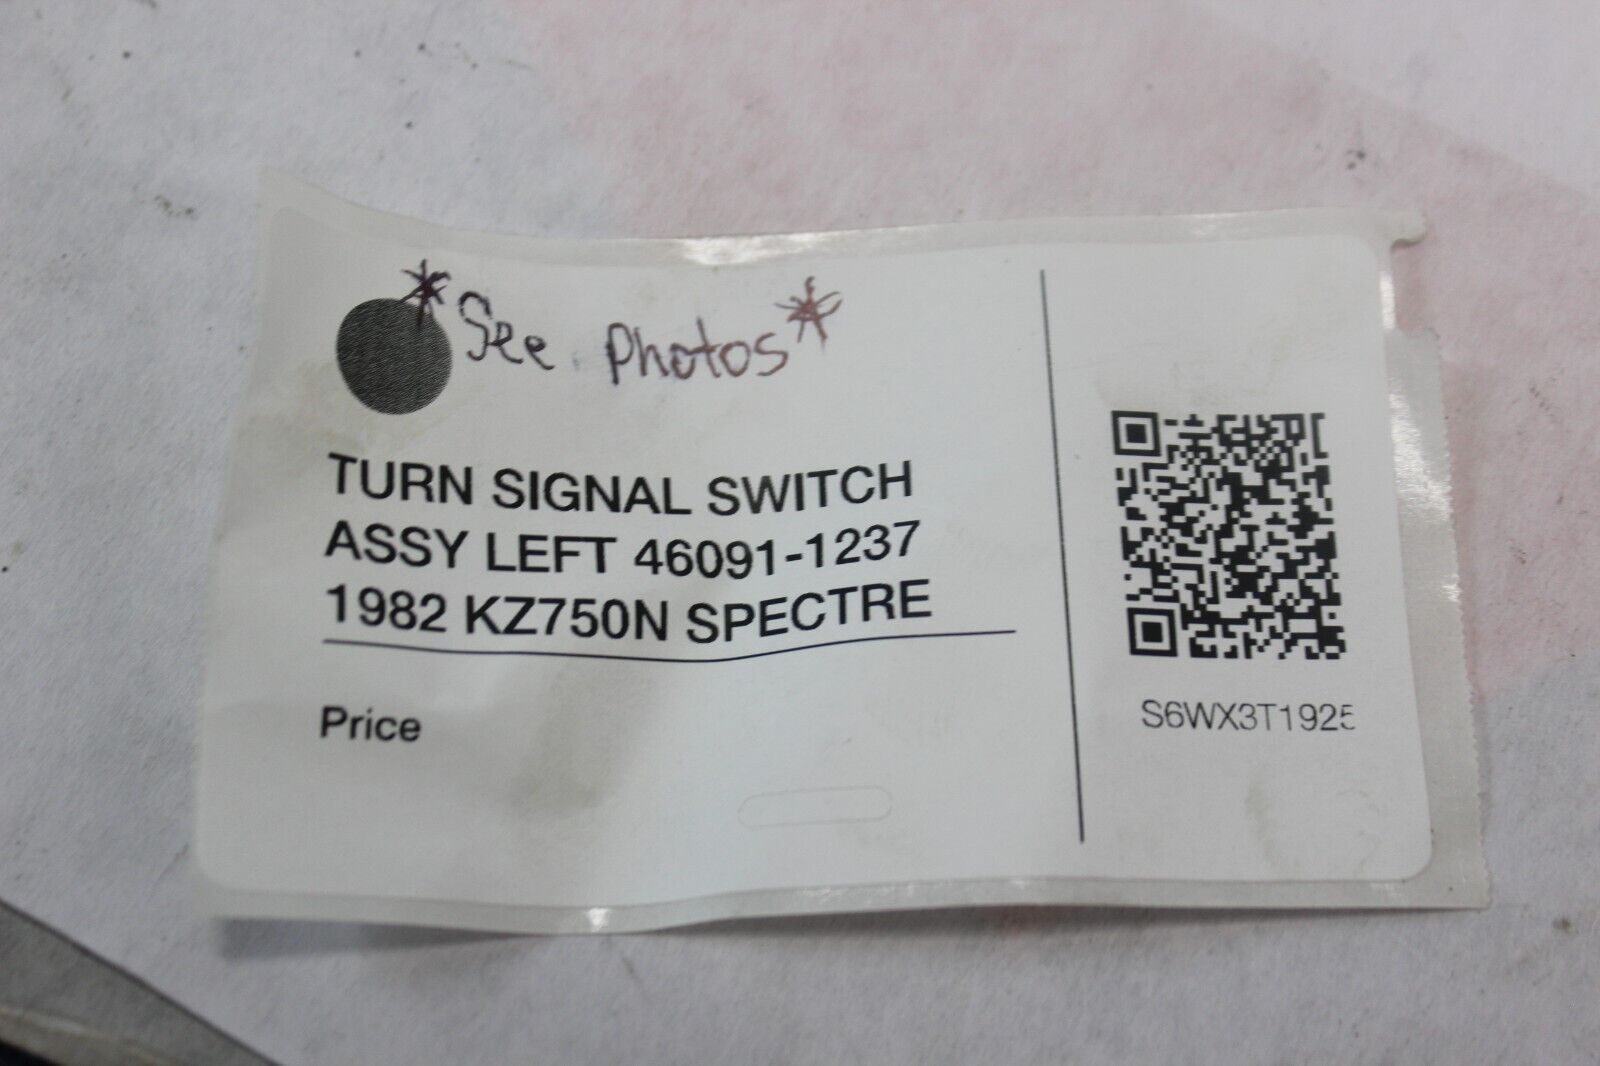 *See Photos*
TURN SIGNAL SWITCH
ASSY LEFT 46091-1237
1982 KZ750N SPECTRE
Price
S6WX3T1925